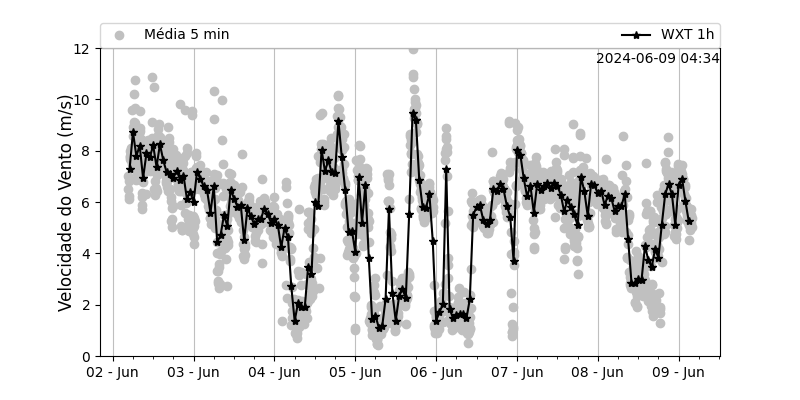 Média 5 min
WXT 1h
2024-06-09 04:34
Velocidade do Vento (m/s)
12
10
8
6
4
2
0
02 - Jun
03 - Jun
04 - Jun
05 - Jun
06 - Jun
07 - Jun
08 - Jun
09 - Jun